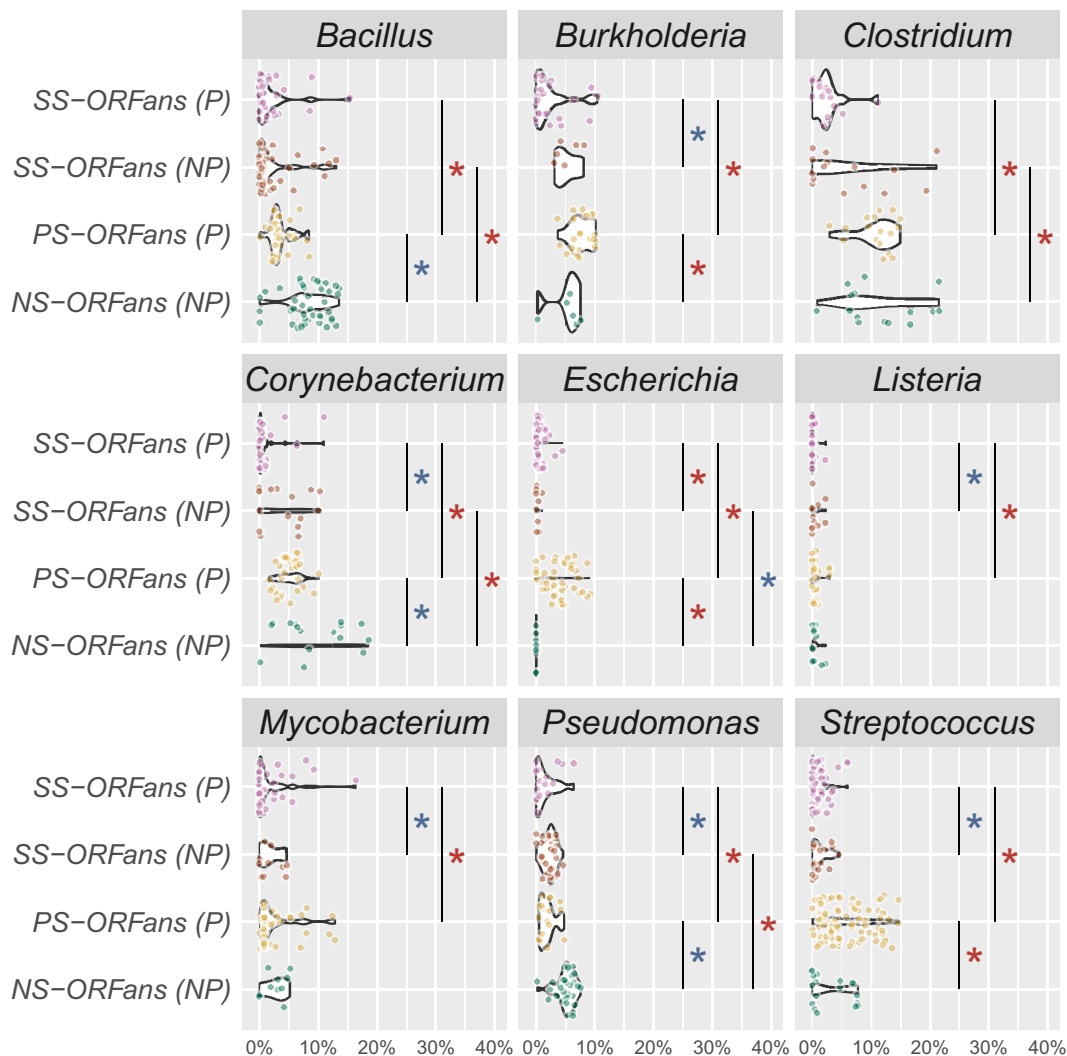 Bacillus Burkholderia Clostridium
SS−ORFans (P)
SS−ORFans (NP) * * *
PS−ORFans (P) * * *
NS−ORFans (NP) * *
Corynebacterium Escherichia Listeria
SS−ORFans (P)
* * *
SS−ORFans (NP) * * *
PS−ORFans (P) * *
* *
NS−ORFans (NP)
Mycobacterium Pseudomonas Streptococcus
SS−ORFans (P)
* * *
SS−ORFans (NP) * * *
PS−ORFans (P) *
* *
NS−ORFans (NP)
0% 10% 20% 30% 40% 0% 10% 20% 30% 40% 0% 10% 20% 30% 40%